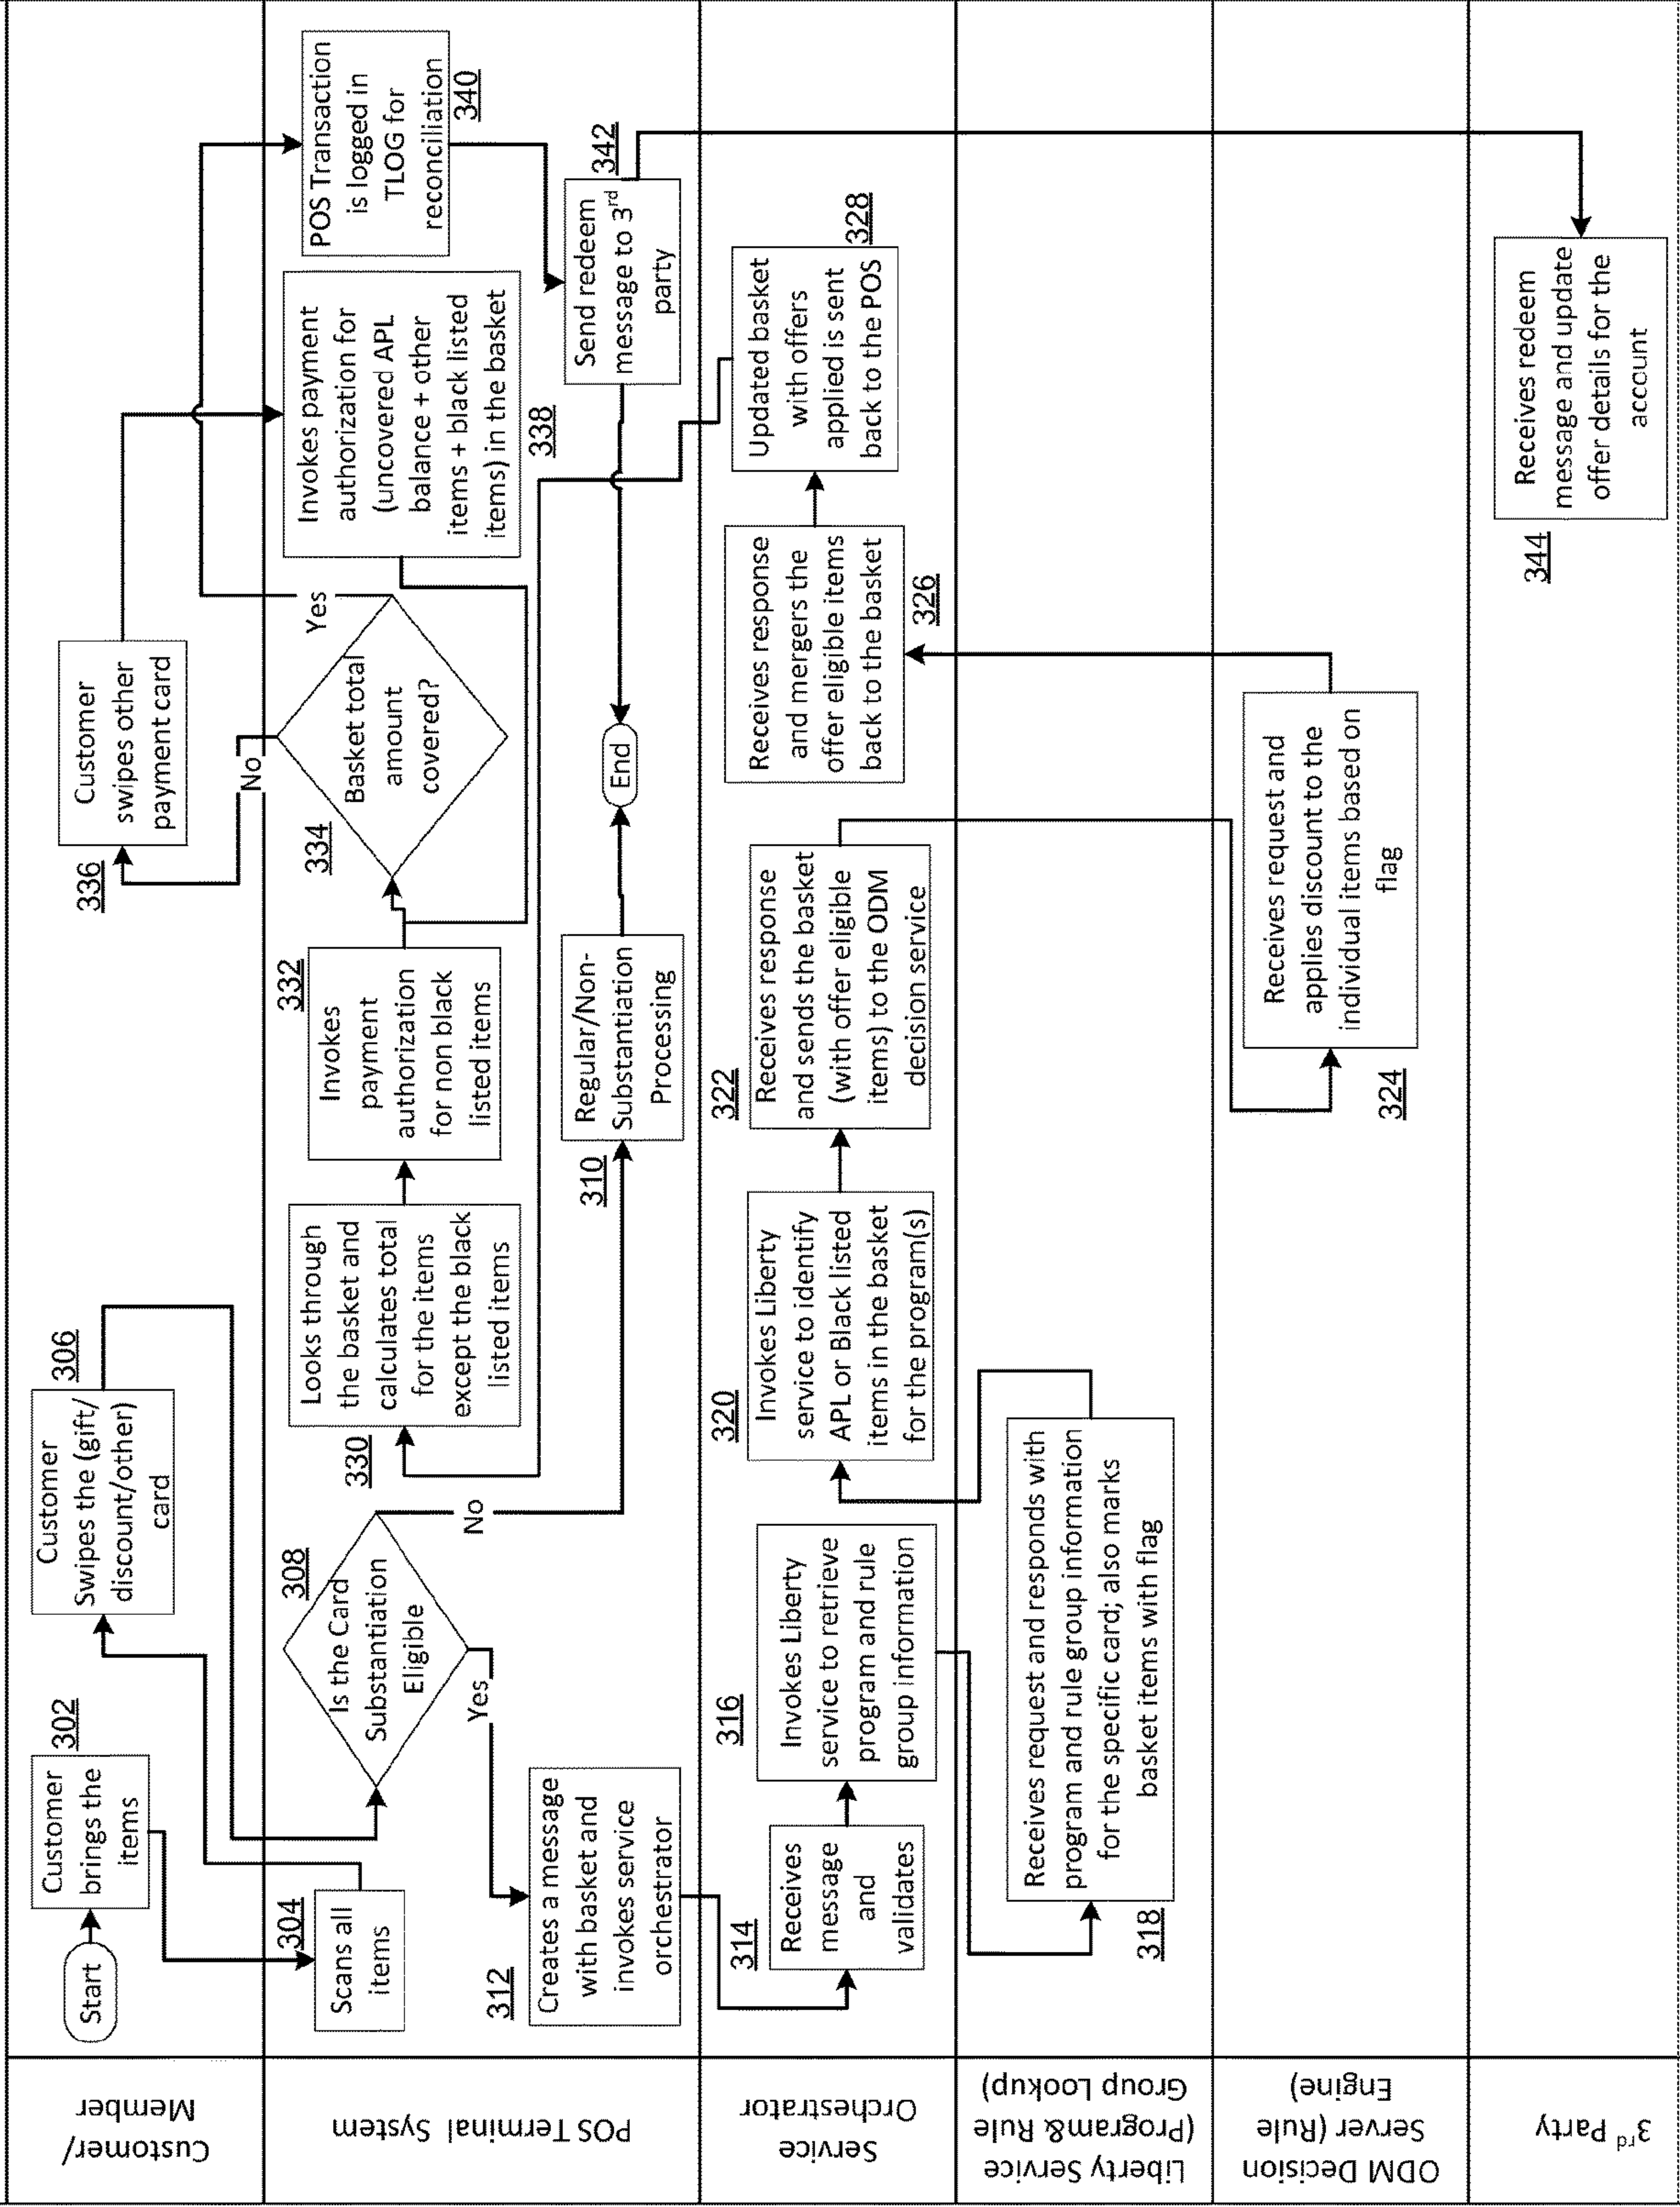 Customer/
Member
POS Terminal System
Service
Orchestrator
Liberty Service
(Program& Rule
Group Lookup)
ODM Decision
Server (Rule
Engine)
3rd Party
Start
Customer
brings the
items
302
Scans all
items
304
Customer
Swipes the (gift/
discount/other)
card
306
Is the Card
Substantiation
Eligible
308
No
Yes
Regular/Non-
Substantiation
Processing
310
End
Creates a message
with basket and
invokes service
orchestrator
312
Receives
message
and
validates
314
Invokes Liberty
service to retrieve
program and rule
group information
316
Receives request and responds with
program and rule group information
for the specific card; also marks
basket items with flag
318
Invokes Liberty
service to identify
APL or Black listed
items in the basket
for the program(s)
320
Receives response
and sends the basket
(with offer eligible
items) to the ODM
decision service
322
Receives request and
applies discount to the
individual items based on
flag
324
Receives response
and mergers the
offer eligible items
back to the basket
326
Updated basket
with offers
applied is sent
back to the POS
328
Looks through
the basket and
calculates total
for the items
except the black
listed items
330
Invokes
payment
authorization
for non black
listed items
332
Basket total
amount
covered?
334
No
Yes
Customer
swipes other
payment card
336
Invokes payment
authorization for
(uncovered APL
balance + other
items + black listed
items) in the basket
338
POS Transaction
is logged in
TLOG for
reconciliation
340
Send redeem
message to 3rd
party
342
Receives redeem
message and update
offer details for the
account
344